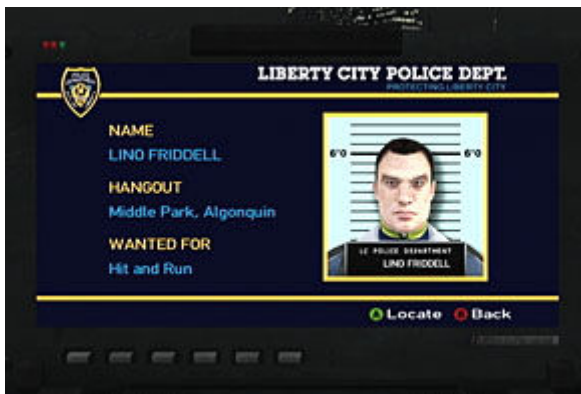 LIBERTY CITY POLICE DEPT.
PROTECTING LIBERTY CITY
NAME
LINO FRIDDELL
HANGOUT
Middle Park, Algonquin
WANTED FOR
Hit and Run
6'0 6'0
LC POLICE DEPARTMENT
LINO FRIDDELL
A Locate B Back